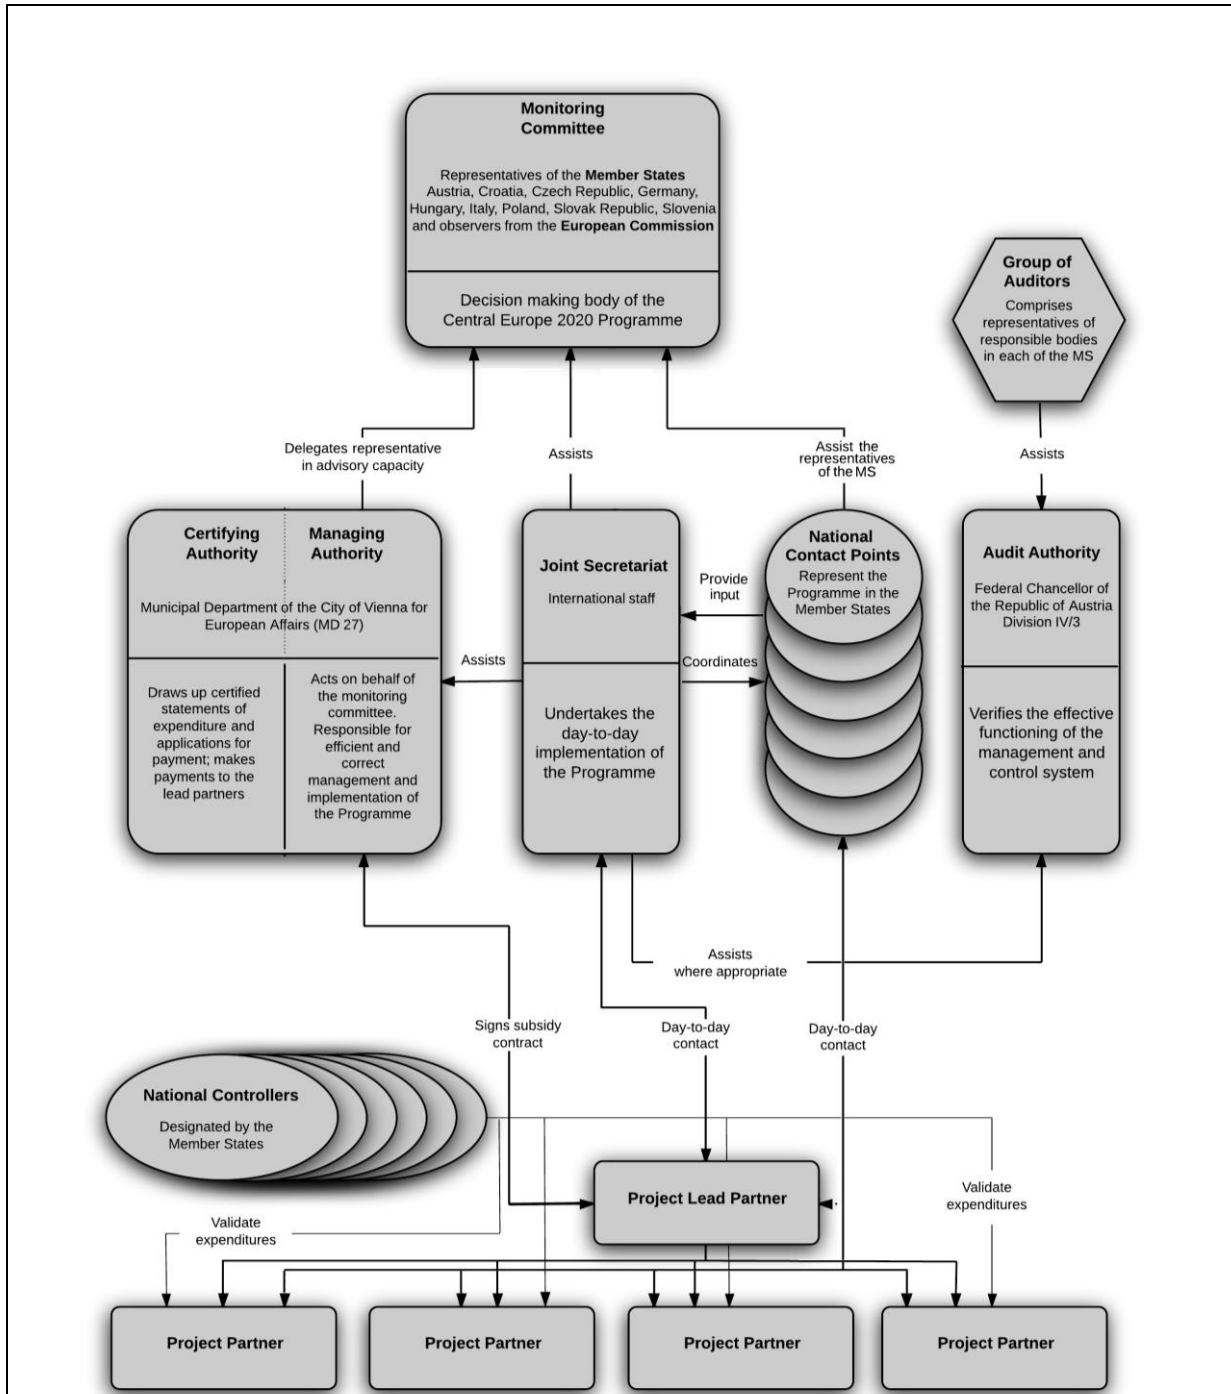 Monitoring
Committee
Representatives of the Member States
Austria, Croatia, Czech Republic, Germany,
Hungary, Italy, Poland, Slovak Republic, Slovenia
and observers from the European Commission
Decision making body of the
Central Europe 2020 Programme
Group of
Auditors
Comprises
representatives of
responsible bodies
in each of the MS
Delegates representative
in advisory capacity
Assists
Assist the
representatives
of the MS
Assists
Certifying
Authority
Managing
Authority
Municipal Department of the City of Vienna for
European Affairs (MD 27)
Draws up certified
statements of
expenditure and
applications for
payment; makes
payments to the
lead partners
Acts on behalf of
the monitoring
committee.
Responsible for
efficient and
correct
management and
implementation of
the Programme
Assists
Joint Secretariat
International staff
Undertakes the
day-to-day
implementation of
the Programme
Provide
input
Coordinates
National
Contact Points
Represent the
Programme in the
Member States
Audit Authority
Federal Chancellor of
the Republic of Austria
Division IV/3
Verifies the effective
functioning of the
management and
control system
Assists
where appropriate
Signs subsidy
contract
Day-to-day
contact
Day-to-day
contact
National Controllers
Designated by the
Member States
Project Lead Partner
Validate
expenditures
Validate
expenditures
Project Partner
Project Partner
Project Partner
Project Partner